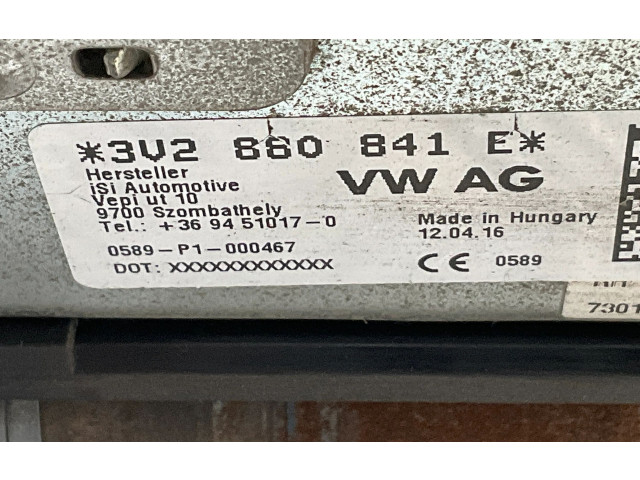 *3V2 880 841 E*
Hersteller
iSi Automotive
Vepi ut 10
9700 Szombathely
Tel.: +36 94 51017-0
VW AG
Made in Hungary
12.04.16
0589-P1-000467
DOT: XXXXXXXXXXXXX
CE 0589
7301